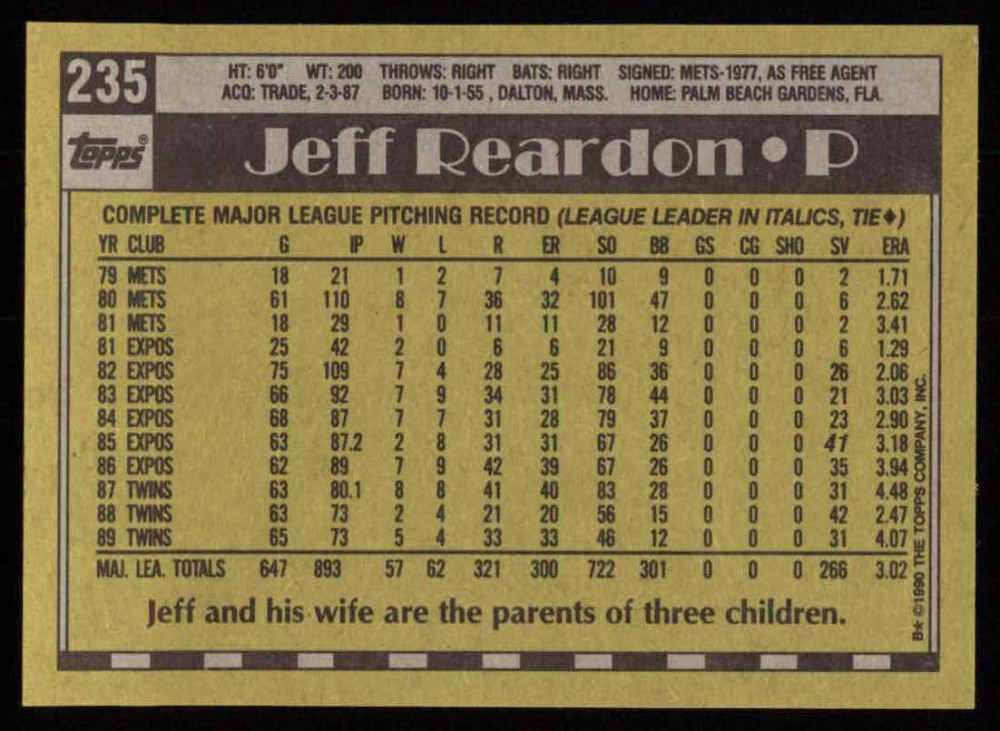 235
HT: 6'0" WT: 200 THROWS: RIGHT BATS: RIGHT SIGNED: METS-1977, AS FREE AGENT
ACQ: TRADE, 2-3-87 BORN: 10-1-55 , DALTON, MASS. HOME: PALM BEACH GARDENS, FLA.
topps®
Jeff Reardon • P
COMPLETE MAJOR LEAGUE PITCHING RECORD (LEAGUE LEADER IN ITALICS, TIE♦)
YR CLUB G IP W L R ER SO BB GS CG SHO SV ERA
79 METS 18 21 1 2 7 4 10 9 0 0 0 2 1.71
80 METS 61 110 8 7 36 32 101 47 0 0 0 6 2.62
81 METS 18 29 1 0 11 11 28 12 0 0 0 2 3.41
81 EXPOS 25 42 2 0 6 6 21 9 0 0 0 6 1.29
82 EXPOS 75 109 7 4 28 25 86 36 0 0 0 26 2.06
83 EXPOS 66 92 7 9 34 31 78 44 0 0 0 21 3.03
84 EXPOS 68 87 7 7 31 28 79 37 0 0 0 23 2.90
85 EXPOS 63 87.2 2 8 31 31 67 26 0 0 0 41 3.18
86 EXPOS 62 89 7 9 42 39 67 26 0 0 0 35 3.94
87 TWINS 63 80.1 8 8 41 40 83 28 0 0 0 31 4.48
88 TWINS 63 73 2 4 21 20 56 15 0 0 0 42 2.47
89 TWINS 65 73 5 4 33 33 46 12 0 0 0 31 4.07
MAJ. LEA. TOTALS 647 893 57 62 321 300 722 301 0 0 0 266 3.02
Jeff and his wife are the parents of three children.
B* ©1990 THE TOPPS COMPANY, INC.